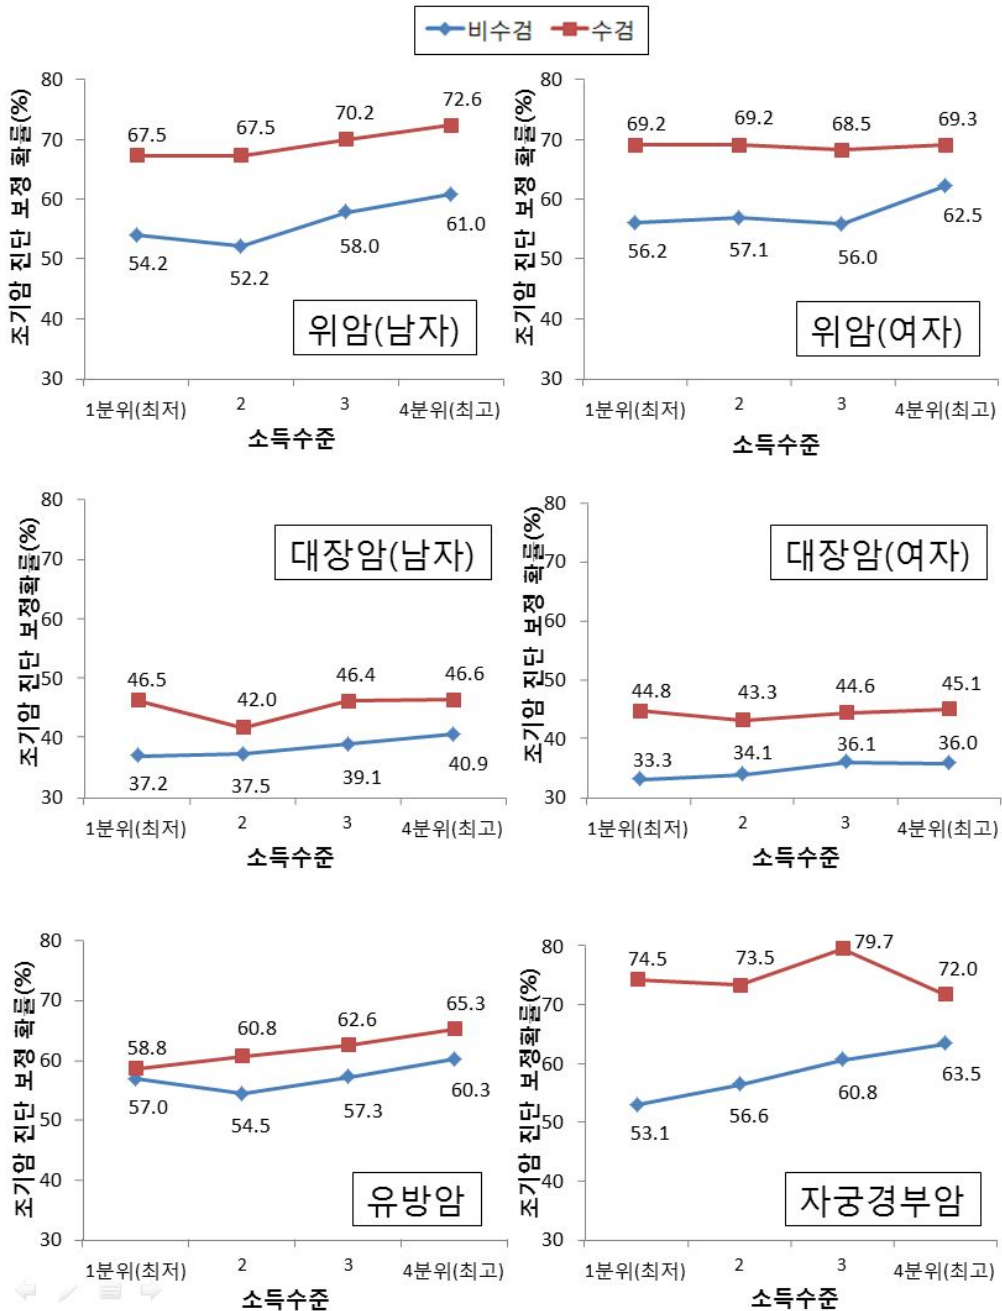 비수검 수검
조기암 진단 보정 확률(%)
80
70
60
50
40
30
67.5 67.5 70.2 72.6
54.2 52.2 58.0 61.0
위암(남자)
1분위(최저) 2 3 4분위(최고)
소득수준
조기암 진단 보정 확률(%)
80
70
60
50
40
30
69.2 69.2 68.5 69.3
56.2 57.1 56.0 62.5
위암(여자)
1분위(최저) 2 3 4분위(최고)
소득수준
조기암 진단 보정확률(%)
80
70
60
50
40
30
대장암(남자)
46.5 42.0 46.4 46.6
37.2 37.5 39.1 40.9
1분위(최저) 2 3 4분위(최고)
소득수준
조기암 진단 보정 확률(%)
80
70
60
50
40
30
대장암(여자)
44.8 43.3 44.6 45.1
33.3 34.1 36.1 36.0
1분위(최저) 2 3 4분위(최고)
소득수준
조기암 진단 보정 확률(%)
80
70
60
50
40
30
58.8 60.8 62.6 65.3
57.0 54.5 57.3 60.3
유방암
1분위(최저) 2 3 4분위(최고)
소득수준
조기암 진단 보정확률(%)
80
70
60
50
40
30
74.5 73.5 79.7 72.0
53.1 56.6 60.8 63.5
자궁경부암
1분위(최저) 2 3 4분위(최고)
소득수준